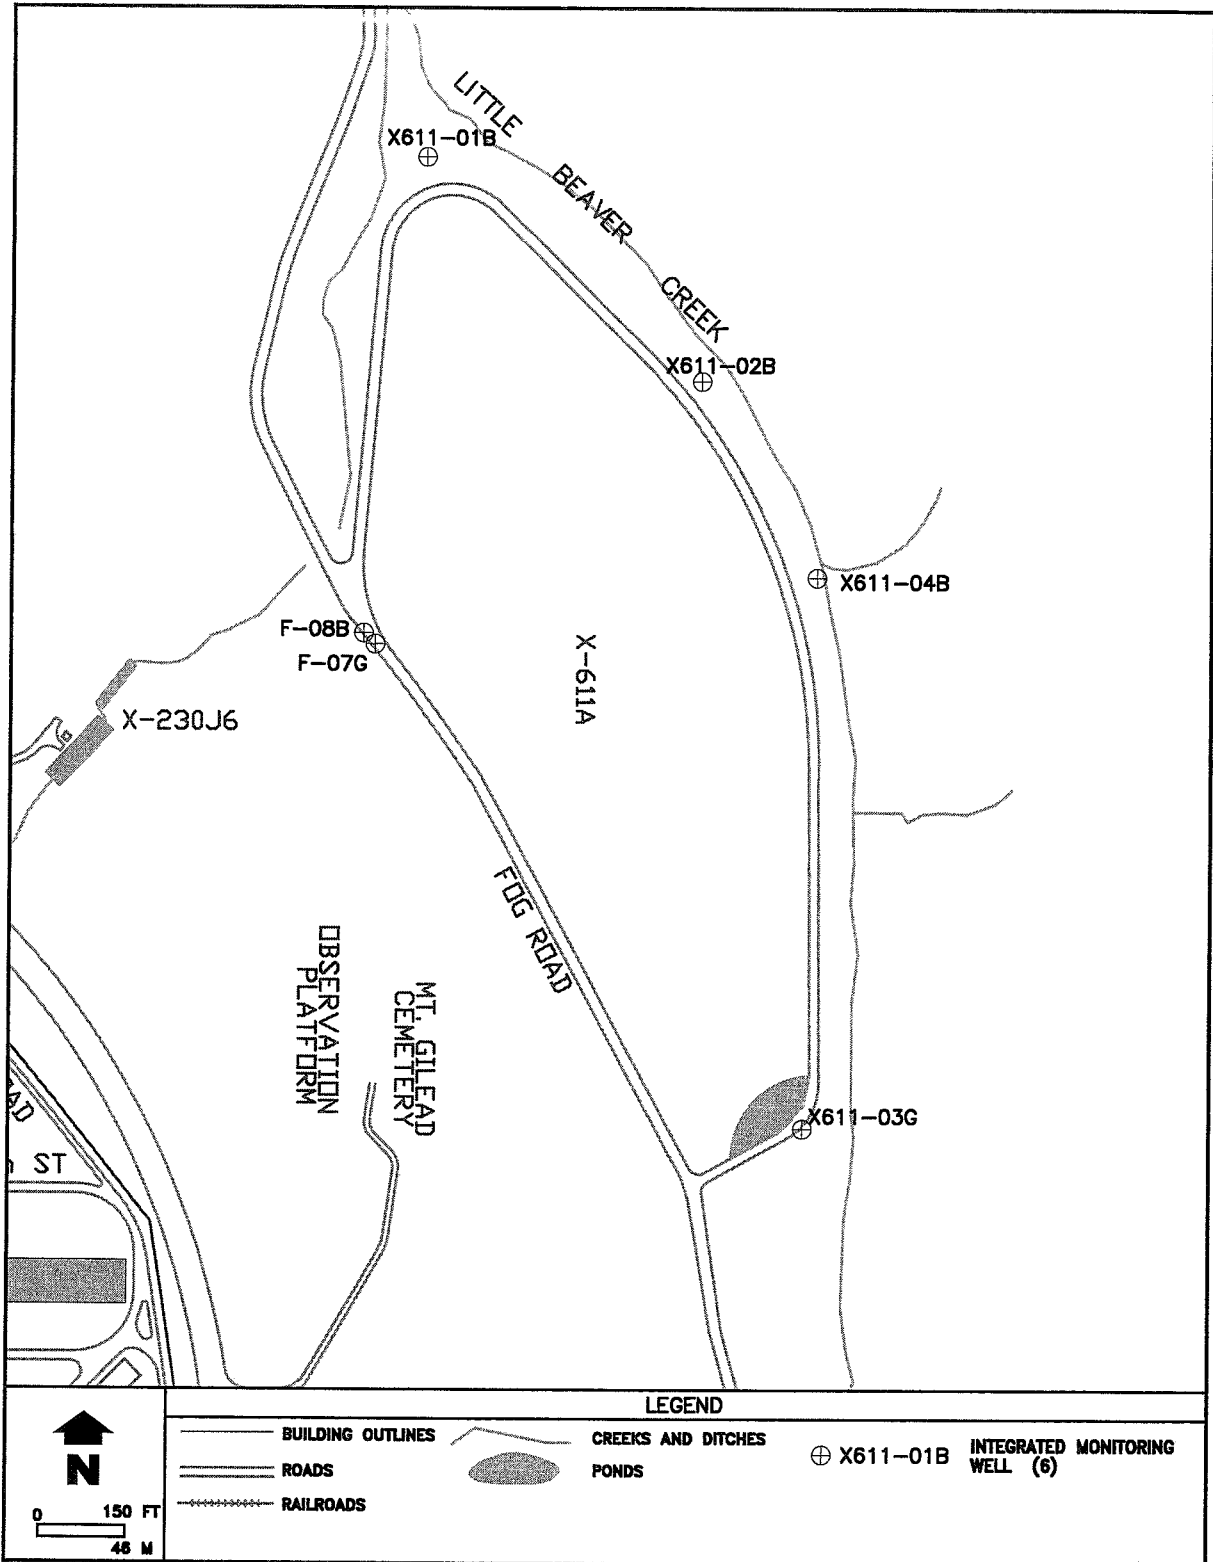 LITTLE
X611-01B
BEAVER
CREEK
X611-02B
X611-04B
F-08B
F-07G
X-611A
X-230J6
FOG ROAD
OBSERVATION
PLATFORM
MT. GILEAD
CEMETERY
X611-03G
AD
ST
LEGEND
BUILDING OUTLINES
ROADS
RAILROADS
CREEKS AND DITCHES
PONDS
X611-01B
INTEGRATED MONITORING
WELL (6)
N
0 150 FT
46 M